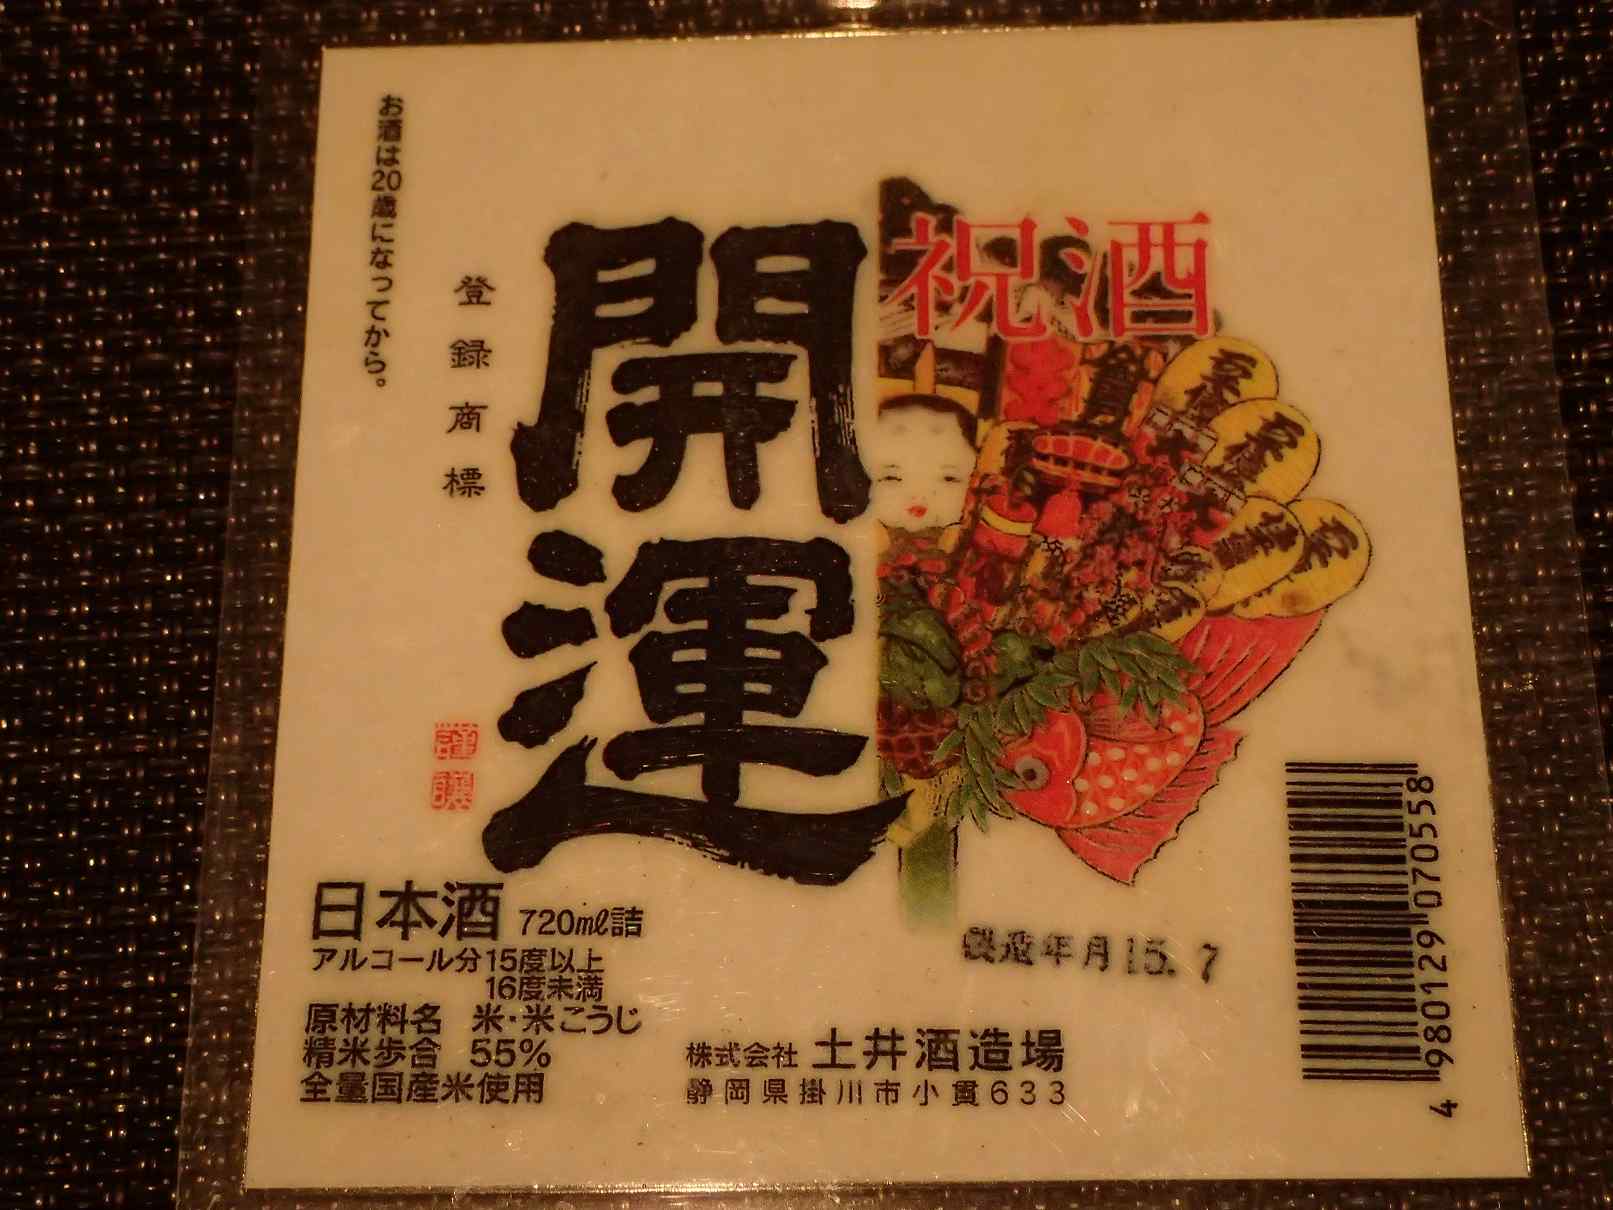 お酒は20歳になってから。
登録商標
開運
祝酒
日本酒 720㎖詰
アルコール分15度以上
16度未満
原材料名 米・米こうじ
精米歩合 55%
全量国産米使用
製造年月15.7
株式会社 土井酒造場
静岡県掛川市小貫633
4 980129 070558